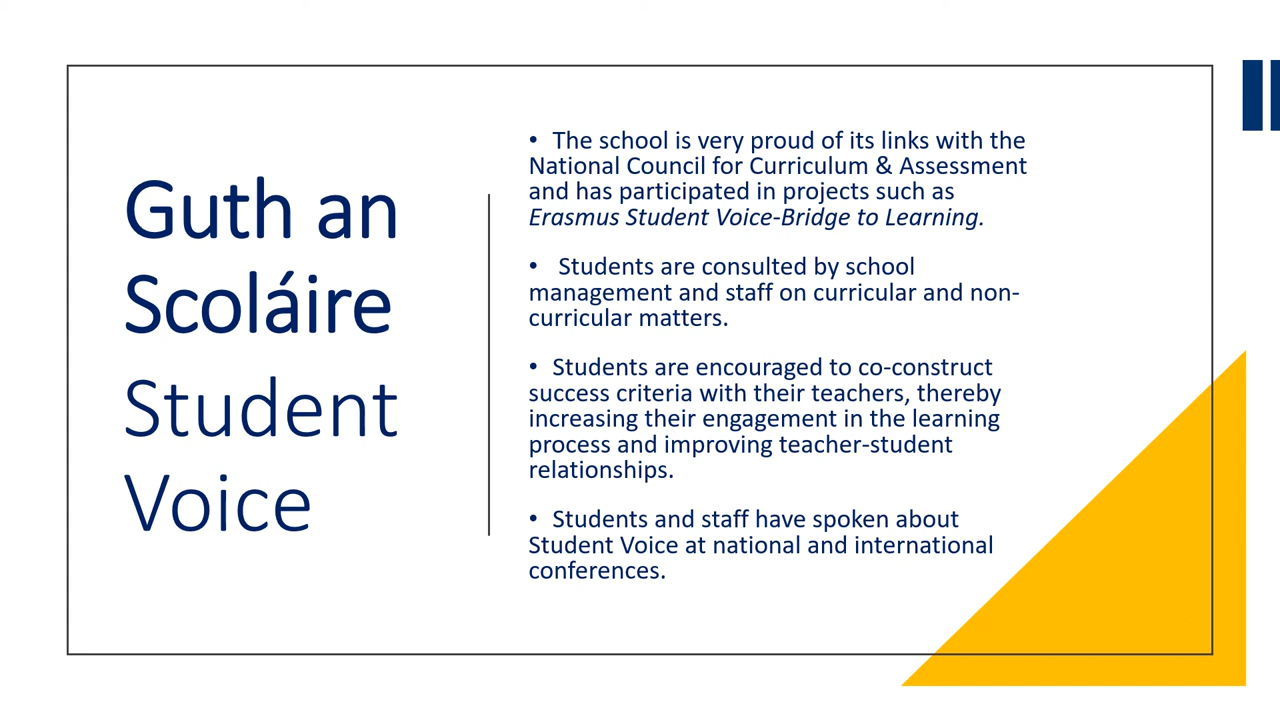 Guth an
Scoláire
Student
Voice
• The school is very proud of its links with the
National Council for Curriculum & Assessment
and has participated in projects such as
Erasmus Student Voice-Bridge to Learning.
• Students are consulted by school
management and staff on curricular and non-
curricular matters.
• Students are encouraged to co-construct
success criteria with their teachers, thereby
increasing their engagement in the learning
process and improving teacher-student
relationships.
• Students and staff have spoken about
Student Voice at national and international
conferences.